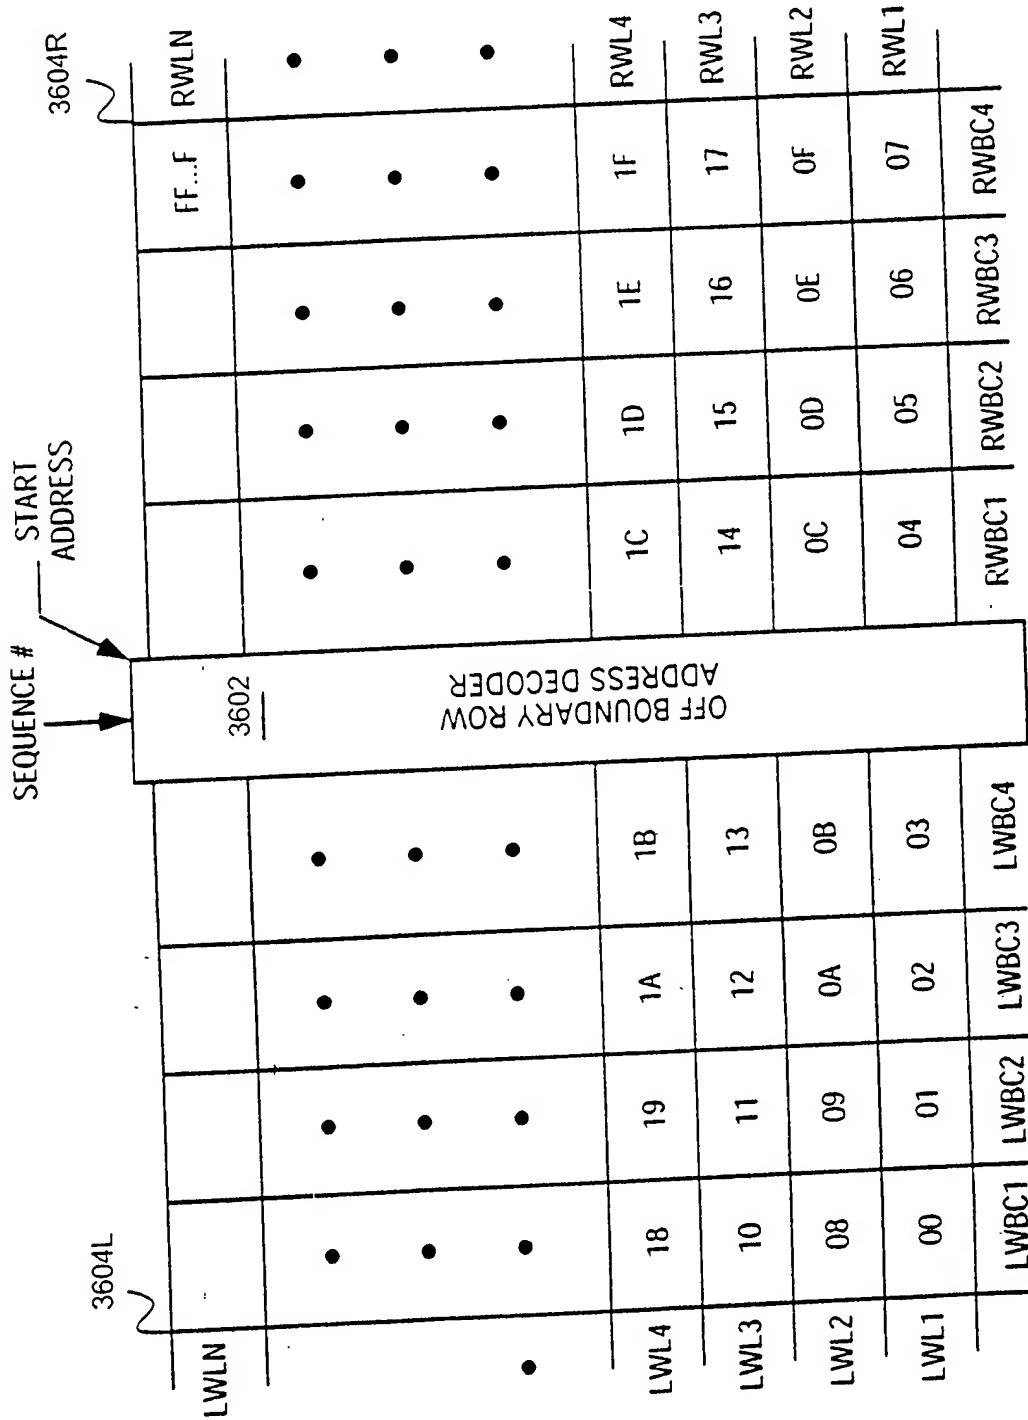 SEQUENCE #
START
ADDRESS
3604L
3604R
LWLN
3602
FF...F RWLN
OFF BOUNDARY ROW
ADDRESS DECODER
LWL4 18 19 1A 1B 1C 1D 1E 1F RWL4
LWL3 10 11 12 13 14 15 16 17 RWL3
LWL2 08 09 0A 0B 0C 0D 0E 0F RWL2
LWL1 00 01 02 03 04 05 06 07 RWL1
LWBC1 LWBC2 LWBC3 LWBC4 RWBC1 RWBC2 RWBC3 RWBC4